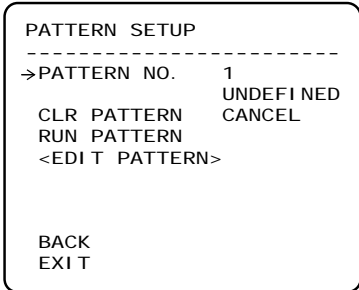 PATTERN SETUP
------------------------
→PATTERN NO. 1
UNDEFINED
CLR PATTERN CANCEL
RUN PATTERN
<EDIT PATTERN>
BACK
EXIT